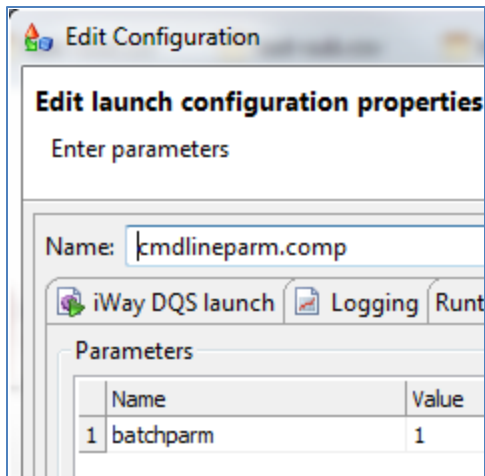 Edit Configuration
Edit launch configuration properties
Enter parameters
Name: cmdlineparm.comp
iWay DQS launch Logging Runt
Parameters
Name Value
1 batchparm 1